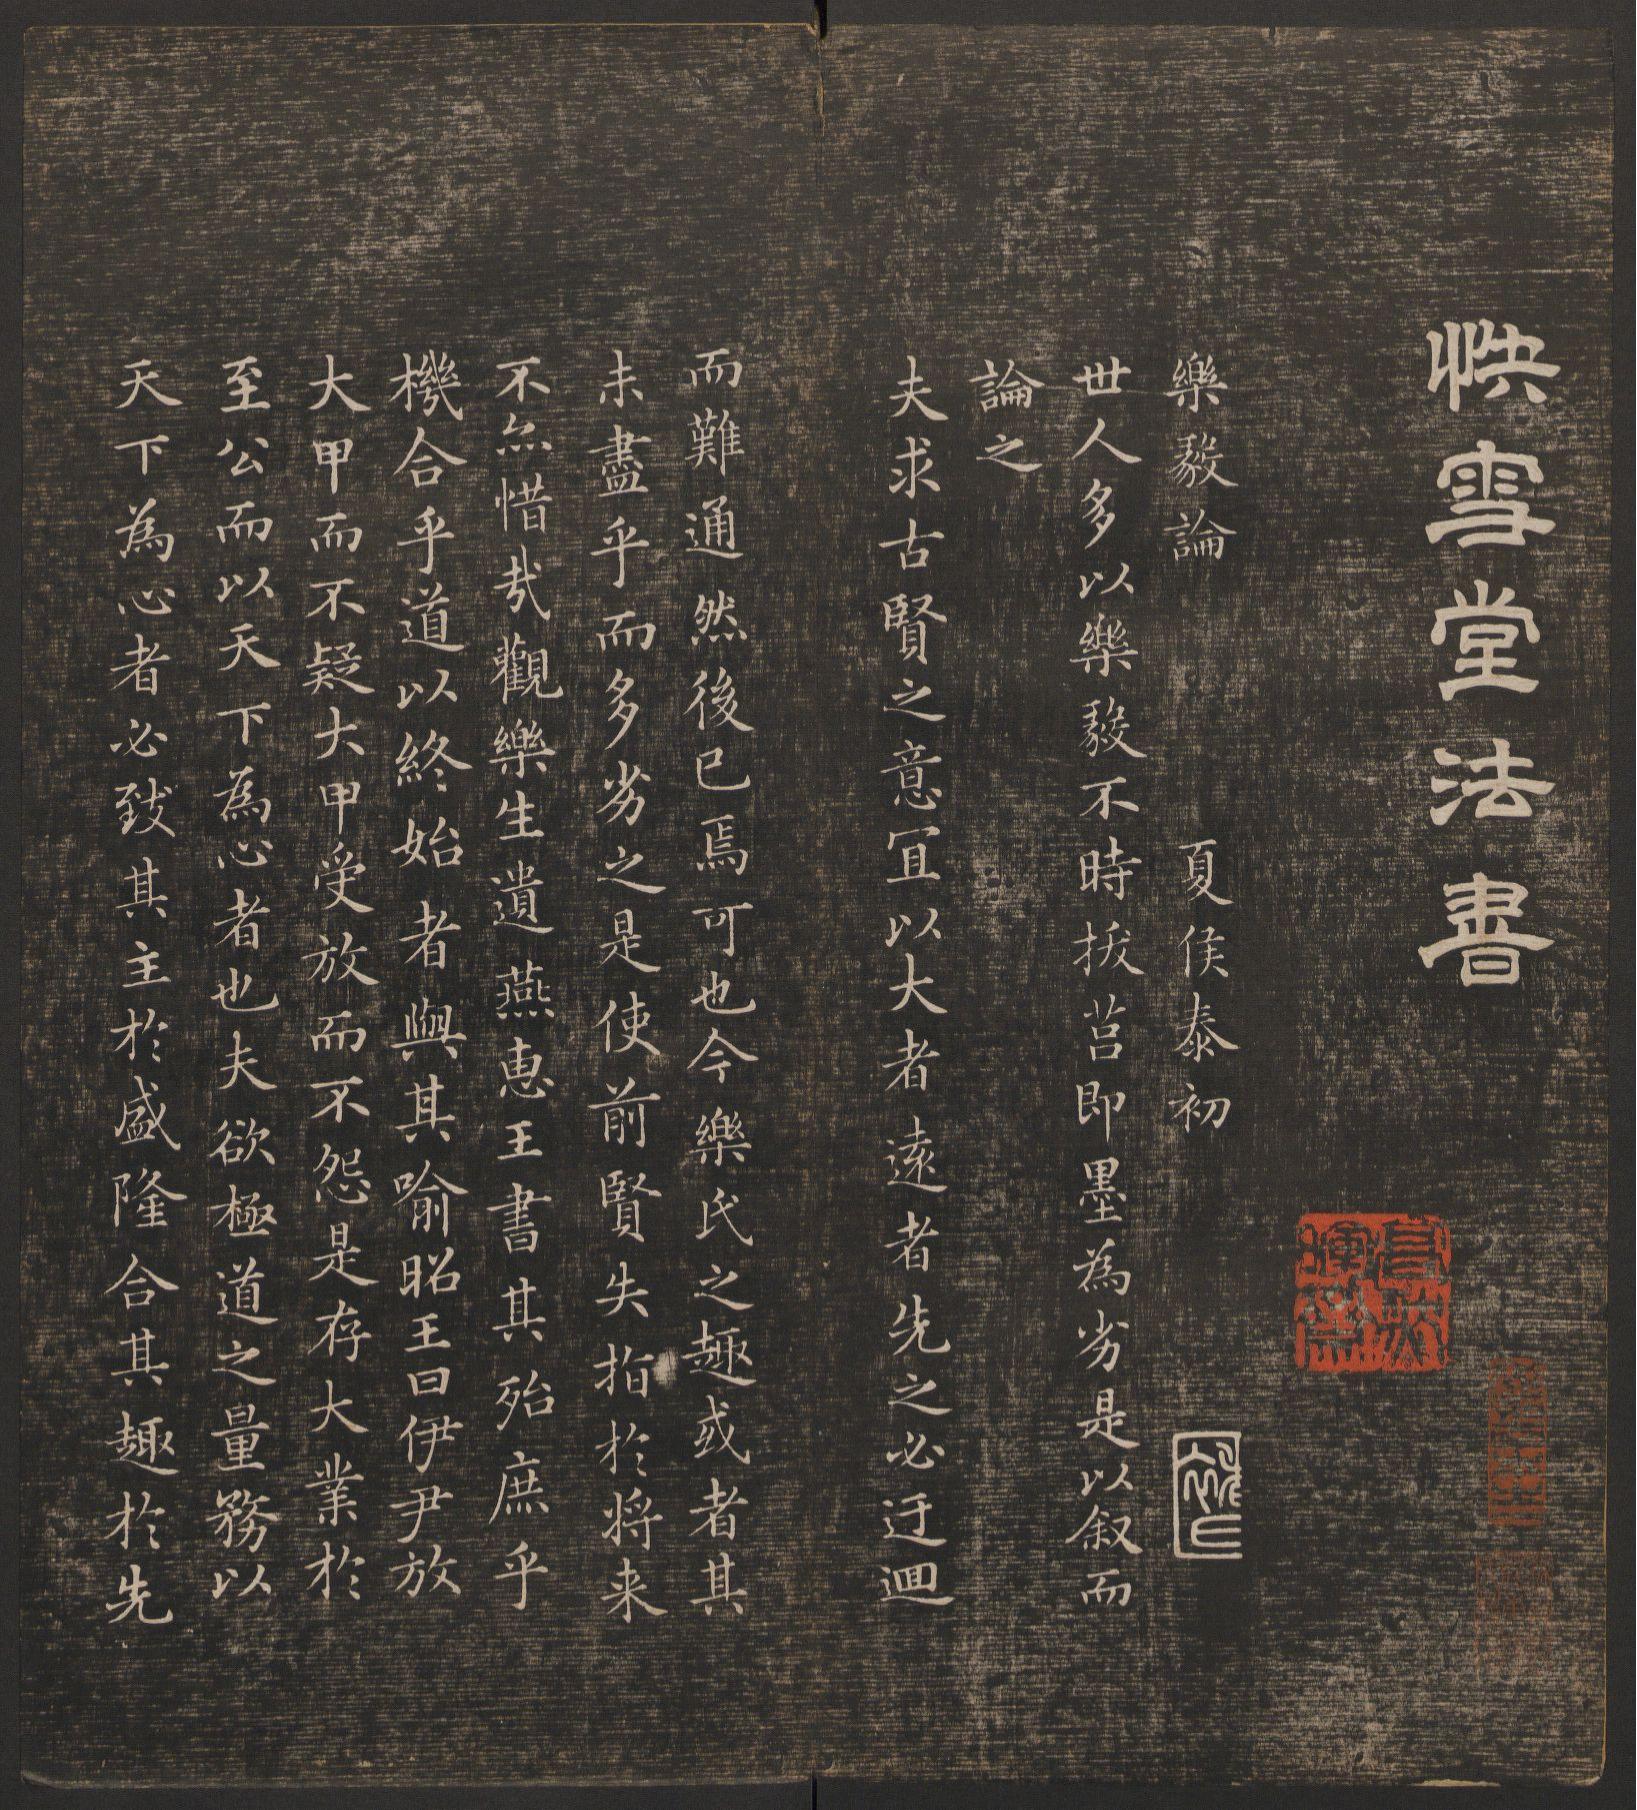 快雪堂法書
樂毅論 夏侯泰初
世人多以樂毅不時拔莒即墨為劣是以叙而
論之
夫求古賢之意冝以大者遠者先之必迂迴
而難通然後已焉可也今樂氏之趣或者其
未盡乎而多劣之是使前賢失指於将来
不亦惜哉觀樂生遺燕惠王書其殆庶乎
機合乎道以終始者與其喻昭王曰伊尹放
大甲而不疑大甲受放而不怨是存大業於
至公而以天下為心者也夫欲極道之量務以
天下為心者必致其主於盛隆合其趣於先